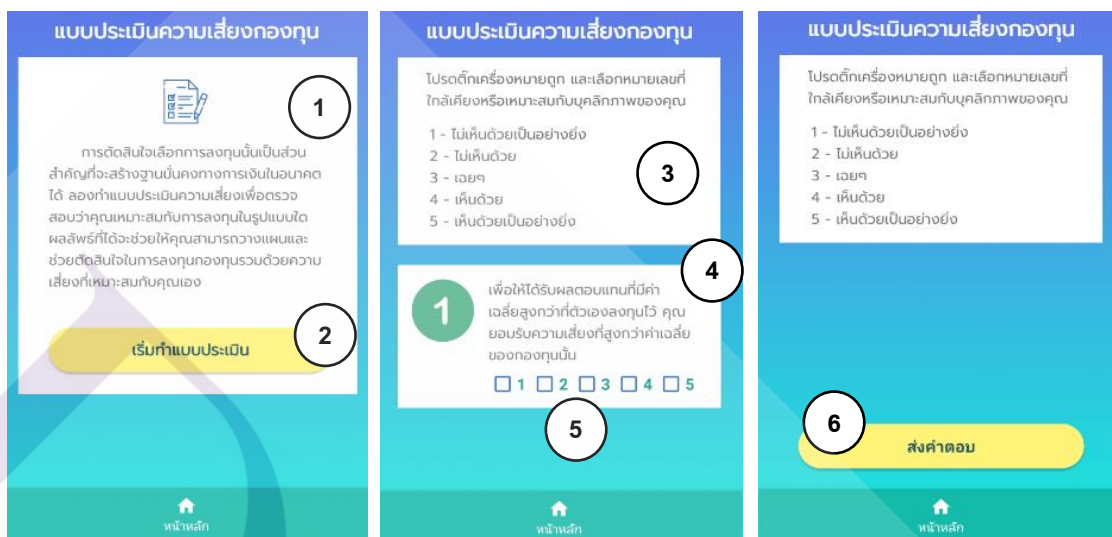 แบบประเมินความเสี่ยงกองทุน
1
การตัดสินใจเลือกการลงทุนนั้นเป็นส่วน
สำคัญที่จะสร้างฐานมั่นคงทางการเงินในอนาคต
ได้ ลองทำแบบประเมินความเสี่ยงเพื่อตรวจ
สอบว่าคุณเหมาะสมกับการลงทุนในรูปแบบใด
ผลลัพธ์ที่ได้จะช่วยให้คุณสามารถวางแผนและ
ช่วยตัดสินใจในการลงทุนกองทุนรวมด้วยความ
เสี่ยงที่เหมาะสมกับคุณเอง
2
เริ่มทำแบบประเมิน
หน้าหลัก
แบบประเมินความเสี่ยงกองทุน
โปรดติ๊กเครื่องหมายถูก และเลือกหมายเลขที่
ใกล้เคียงหรือเหมาะสมกับบุคลิกภาพของคุณ
1 - ไม่เห็นด้วยเป็นอย่างยิ่ง
2 - ไม่เห็นด้วย
3 - เฉยๆ
4 - เห็นด้วย
5 - เห็นด้วยเป็นอย่างยิ่ง
3
4
1
เพื่อให้ได้รับผลตอบแทนที่มีค่า
เฉลี่ยสูงกว่าที่ตัวเองลงทุนไว้ คุณ
ยอมรับความเสี่ยงที่สูงกว่าค่าเฉลี่ย
ของกองทุนนั้น
1 2 3 4 5
5
หน้าหลัก
แบบประเมินความเสี่ยงกองทุน
โปรดติ๊กเครื่องหมายถูก และเลือกหมายเลขที่
ใกล้เคียงหรือเหมาะสมกับบุคลิกภาพของคุณ
1 - ไม่เห็นด้วยเป็นอย่างยิ่ง
2 - ไม่เห็นด้วย
3 - เฉยๆ
4 - เห็นด้วย
5 - เห็นด้วยเป็นอย่างยิ่ง
6
ส่งคำตอบ
หน้าหลัก